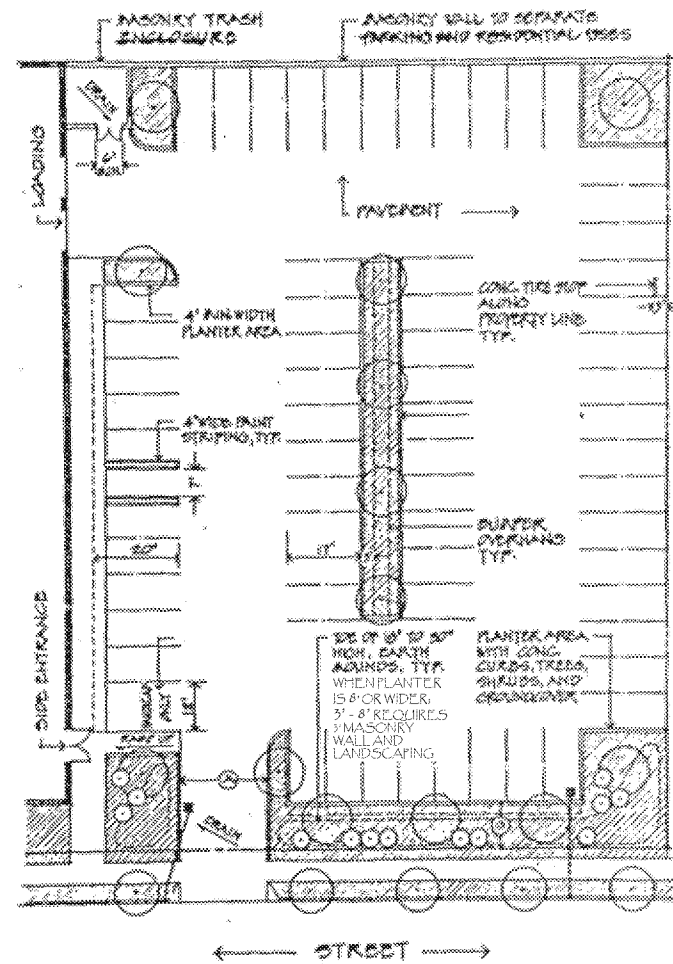 MASONRY TRASH
ENCLOSURE
MASONRY WALL TO SEPARATE
PARKING AND RESIDENTIAL USES
DRAIN
LOADING
PAVEMENT
4' MIN WIDTH
PLANTER AREA
CONC. TIRE STOP
ALONG
PROPERTY LINE
TYP.
4" WIDE PAINT
STRIPING, TYP.
20'
17'
BUMPER
OVERHANG
TYP.
SIDE ENTRANCE
HIGH, EARTH
MOUNDS, TYP.
WHEN PLANTER
IS 8' OR WIDER;
3' - 8' REQUIRES
3' MASONRY
WALL AND
LANDSCAPING
PLANTER AREA
WITH CONC.
CURBS, TREES,
SHRUBS, AND
GROUNDCOVER
DRAIN
STREET